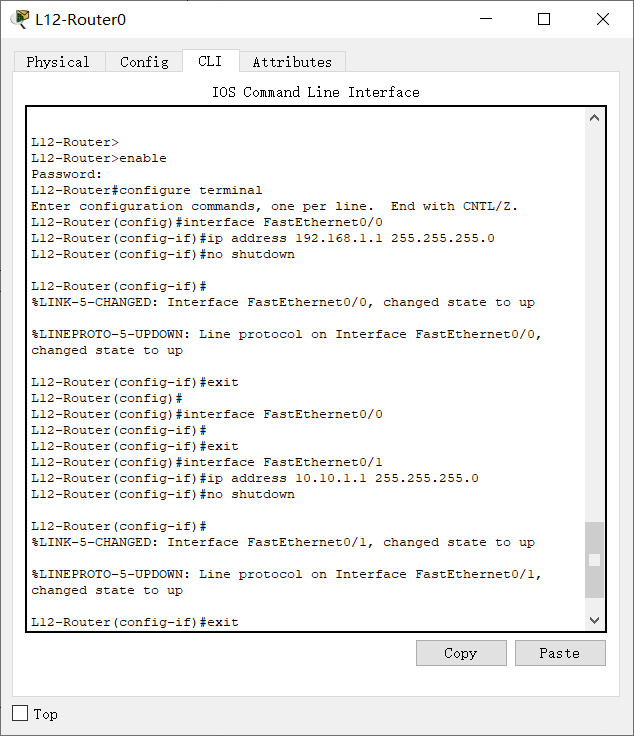 L12-Router0
Physical Config CLI Attributes
IOS Command Line Interface
L12-Router>
L12-Router>enable
Password:
L12-Router#configure terminal
Enter configuration commands, one per line.  End with CNTL/Z.
L12-Router(config)#interface FastEthernet0/0
L12-Router(config-if)#ip address 192.168.1.1 255.255.255.0
L12-Router(config-if)#no shutdown
L12-Router(config-if)#
%LINK-5-CHANGED: Interface FastEthernet0/0, changed state to up
%LINEPROTO-5-UPDOWN: Line protocol on Interface FastEthernet0/0,
changed state to up
L12-Router(config-if)#exit
L12-Router(config)#
L12-Router(config)#interface FastEthernet0/0
L12-Router(config-if)#
L12-Router(config-if)#exit
L12-Router(config)#interface FastEthernet0/1
L12-Router(config-if)#ip address 10.10.1.1 255.255.255.0
L12-Router(config-if)#no shutdown
L12-Router(config-if)#
%LINK-5-CHANGED: Interface FastEthernet0/1, changed state to up
%LINEPROTO-5-UPDOWN: Line protocol on Interface FastEthernet0/1,
changed state to up
L12-Router(config-if)#exit
Copy Paste
Top